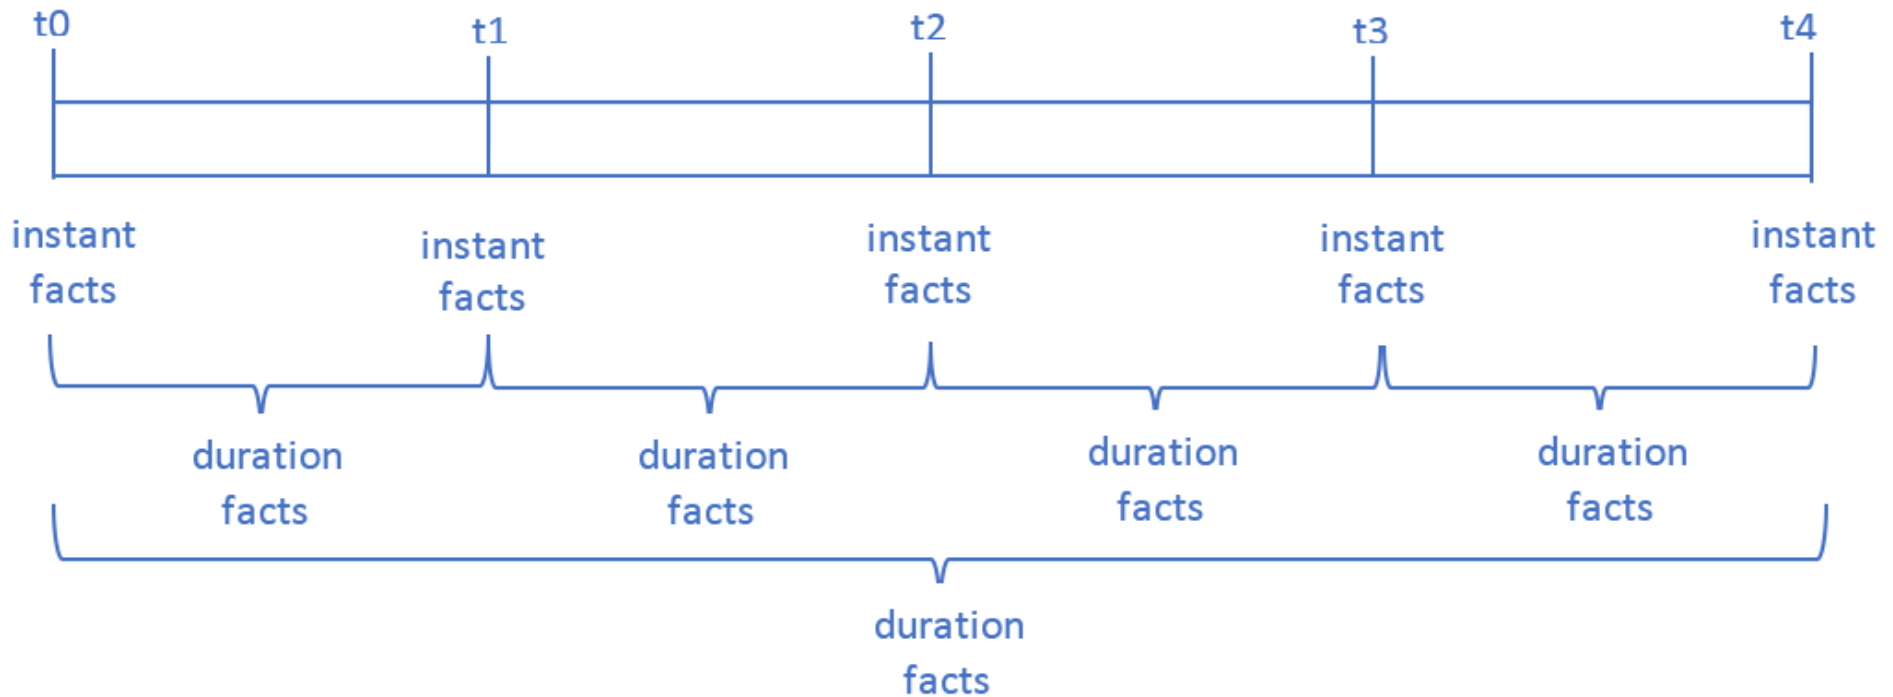 t0
t1
t2
t3
t4
instant
facts
instant
facts
instant
facts
instant
facts
instant
facts
duration
facts
duration
facts
duration
facts
duration
facts
duration
facts